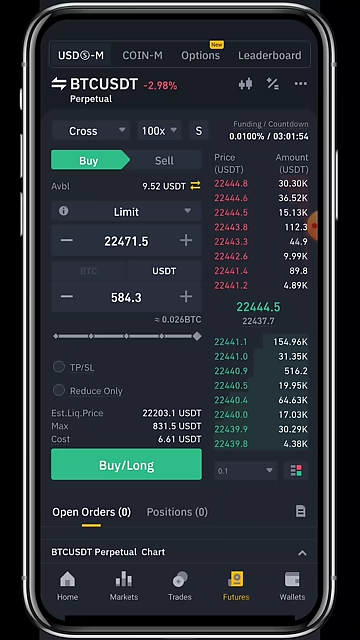 USDⓈ-M COIN-M Options New Leaderboard
BTCUSDT -2.98%
Perpetual
Cross 100x S
Funding / Countdown
0.0100% / 03:01:54
Buy Sell
Avbl 9.52 USDT
Limit
22471.5
BTC USDT
584.3
≈ 0.026BTC
TP/SL
Reduce Only
Est.Liq.Price 22203.1 USDT
Max 831.5 USDT
Cost 6.61 USDT
Buy/Long
Price Amount
(USDT) (USDT)
22444.8 30.30K
22444.6 36.52K
22444.5 15.13K
22443.8 112.3
22443.3 44.9
22442.6 9.99K
22441.4 89.8
22441.2 4.89K
22444.5
22437.7
22441.1 154.96K
22441.0 31.35K
22440.9 516.2
22440.5 19.95K
22440.4 64.63K
22440.0 17.03K
22439.9 30.29K
22439.8 4.38K
0.1
Open Orders (0) Positions (0)
BTCUSDT Perpetual Chart
Home Markets Trades Futures Wallets